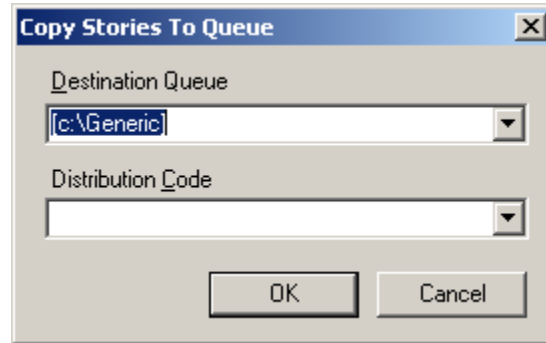 Copy Stories To Queue
Destination Queue
[c:\Generic]
Distribution Code
OK
Cancel